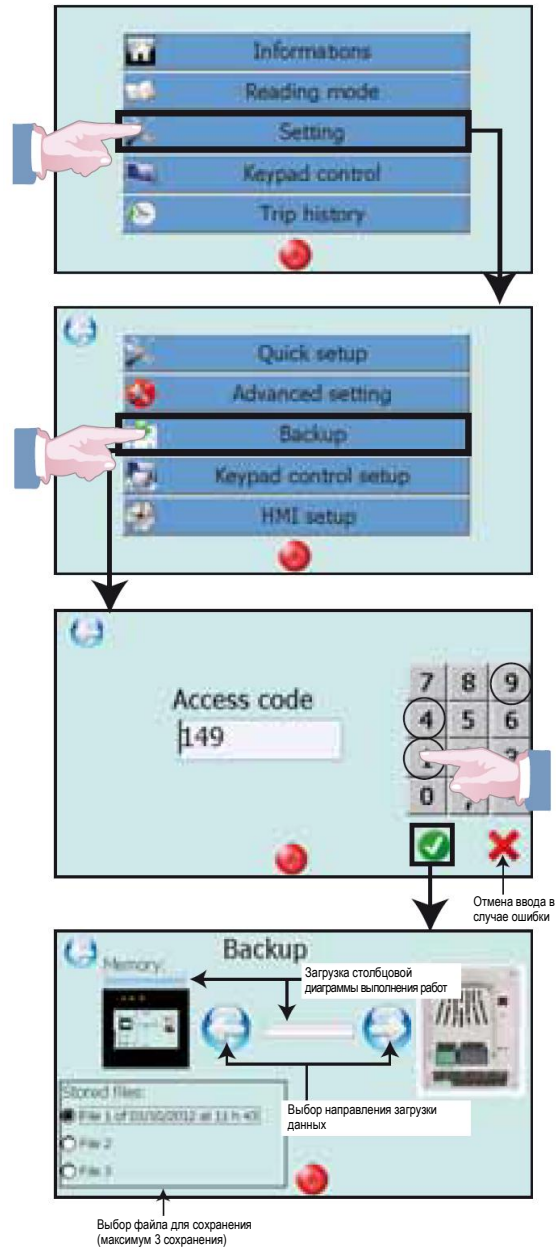 Informations
Reading mode
Setting
Keypad control
Trip history
Quick setup
Advanced setting
Backup
Keypad control setup
HMI setup
Access code
149
7 8 9
4 5 6
1
0 ,
Отмена ввода в
случае ошибки
Backup
Memory:
Загрузка столбцовой
диаграммы выполнения работ
Stored files:
File 1 of 03/10/2012 at 11 h 43
File 2
File 3
Выбор направления загрузки
данных
Выбор файла для сохранения
(максимум 3 сохранения)